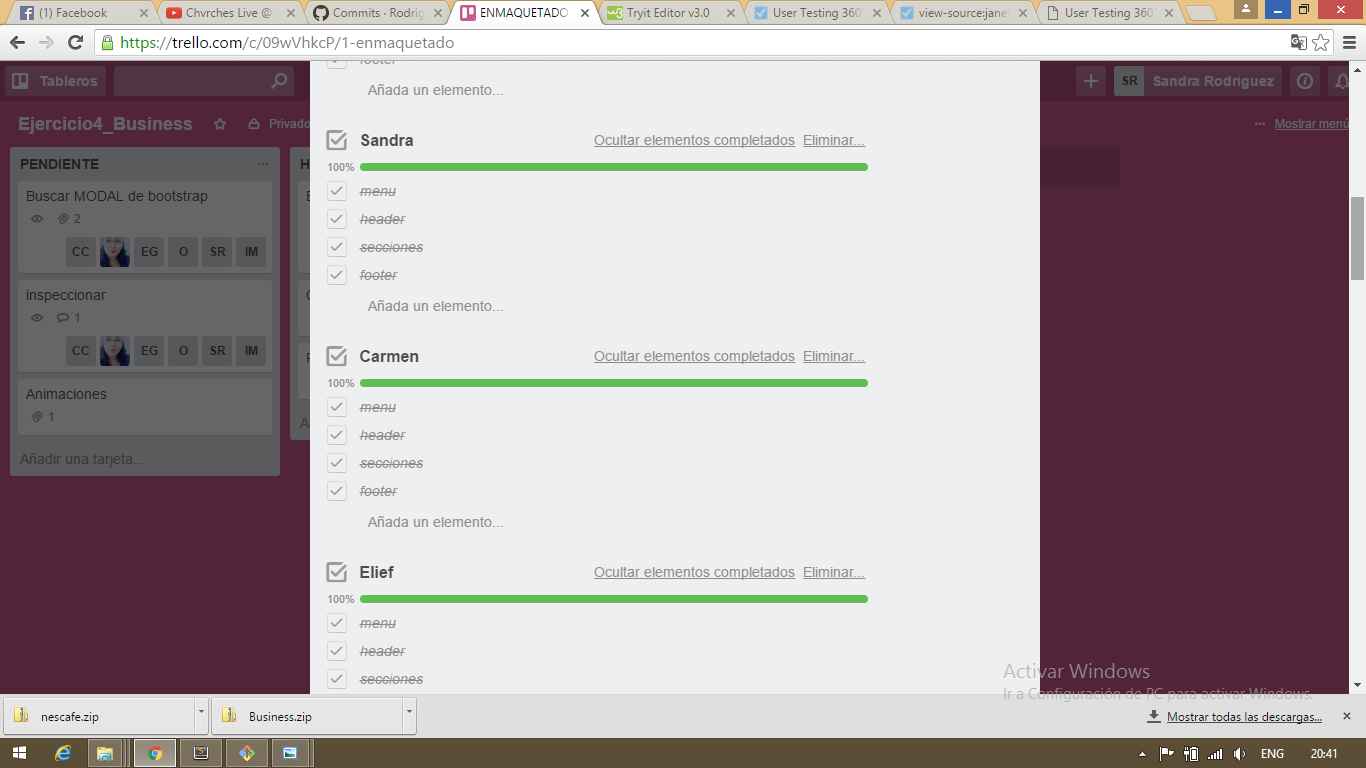 (1) Facebook
Chvrches Live @
Commits · Rodrig
ENMAQUETADO
Tryit Editor v3.0
User Testing 360°
view-source:janet
User Testing 360°
https://trello.com/c/09wVhkcP/1-enmaquetado
footer
Tableros
SR Sandra Rodriguez
Añada un elemento...
Ejercicio4_Business
Privado
Mostrar menú
Sandra
Ocultar elementos completados Eliminar...
100%
menu
header
secciones
footer
Añada un elemento...
PENDIENTE
Buscar MODAL de bootstrap
2
CC EG O SR IM
inspeccionar
1
CC EG O SR IM
Animaciones
1
Añadir una tarjeta...
Carmen
Ocultar elementos completados Eliminar...
100%
menu
header
secciones
footer
Añada un elemento...
Elief
Ocultar elementos completados Eliminar...
100%
menu
header
secciones
Activar Windows
Ir a Configuración de PC para activar Windows.
nescafe.zip
Business.zip
Mostrar todas las descargas...
ENG
20:41